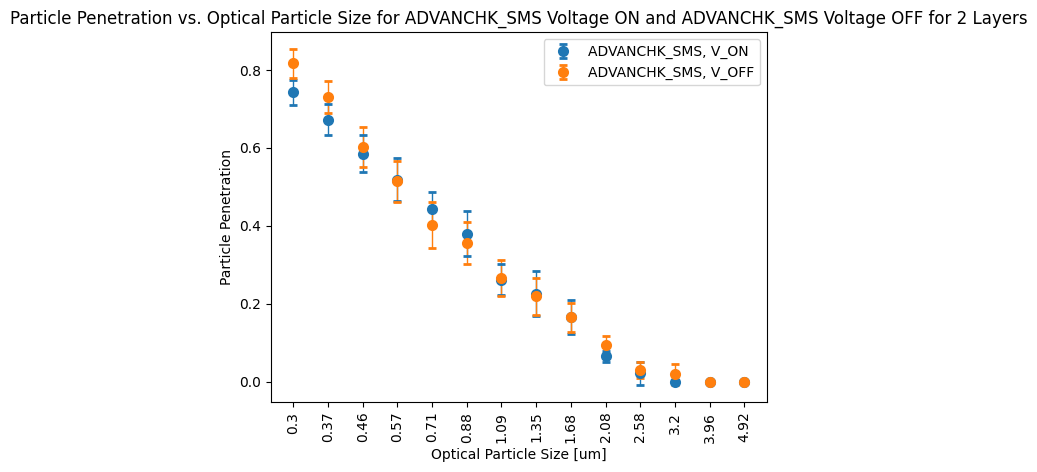 Particle Penetration vs. Optical Particle Size for ADVANCHK_SMS Voltage ON and ADVANCHK_SMS Voltage OFF for 2 Layers
ADVANCHK_SMS, V_ON
ADVANCHK_SMS, V_OFF
Particle Penetration
0.8
0.6
0.4
0.2
0.0
0.3 0.37 0.46 0.57 0.71 0.88 1.09 1.35 1.68 2.08 2.58 3.2 3.96 4.92
Optical Particle Size [um]